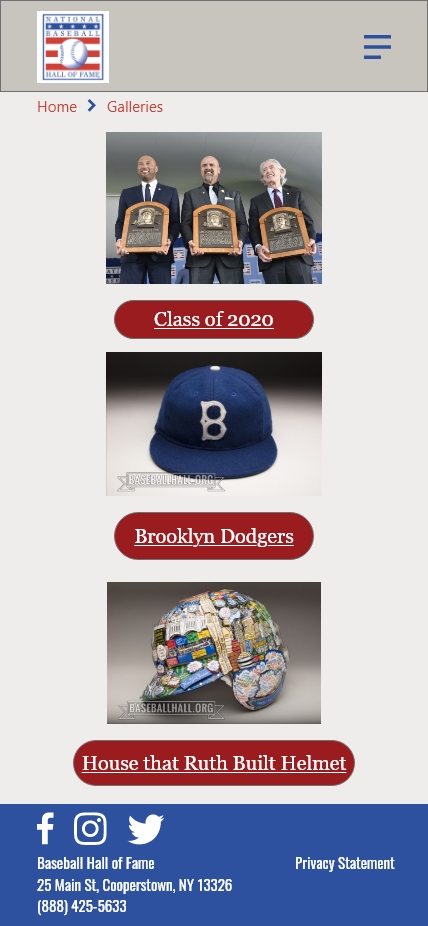 NATIONAL
BASEBALL
HALL OF FAME
Home
Galleries
Class of 2020
B
BASEBALLHALL.ORG
Brooklyn Dodgers
BASEBALLHALL.ORG
House that Ruth Built Helmet
Baseball Hall of Fame
Privacy Statement
25 Main St, Cooperstown, NY 13326
(888) 425-5633